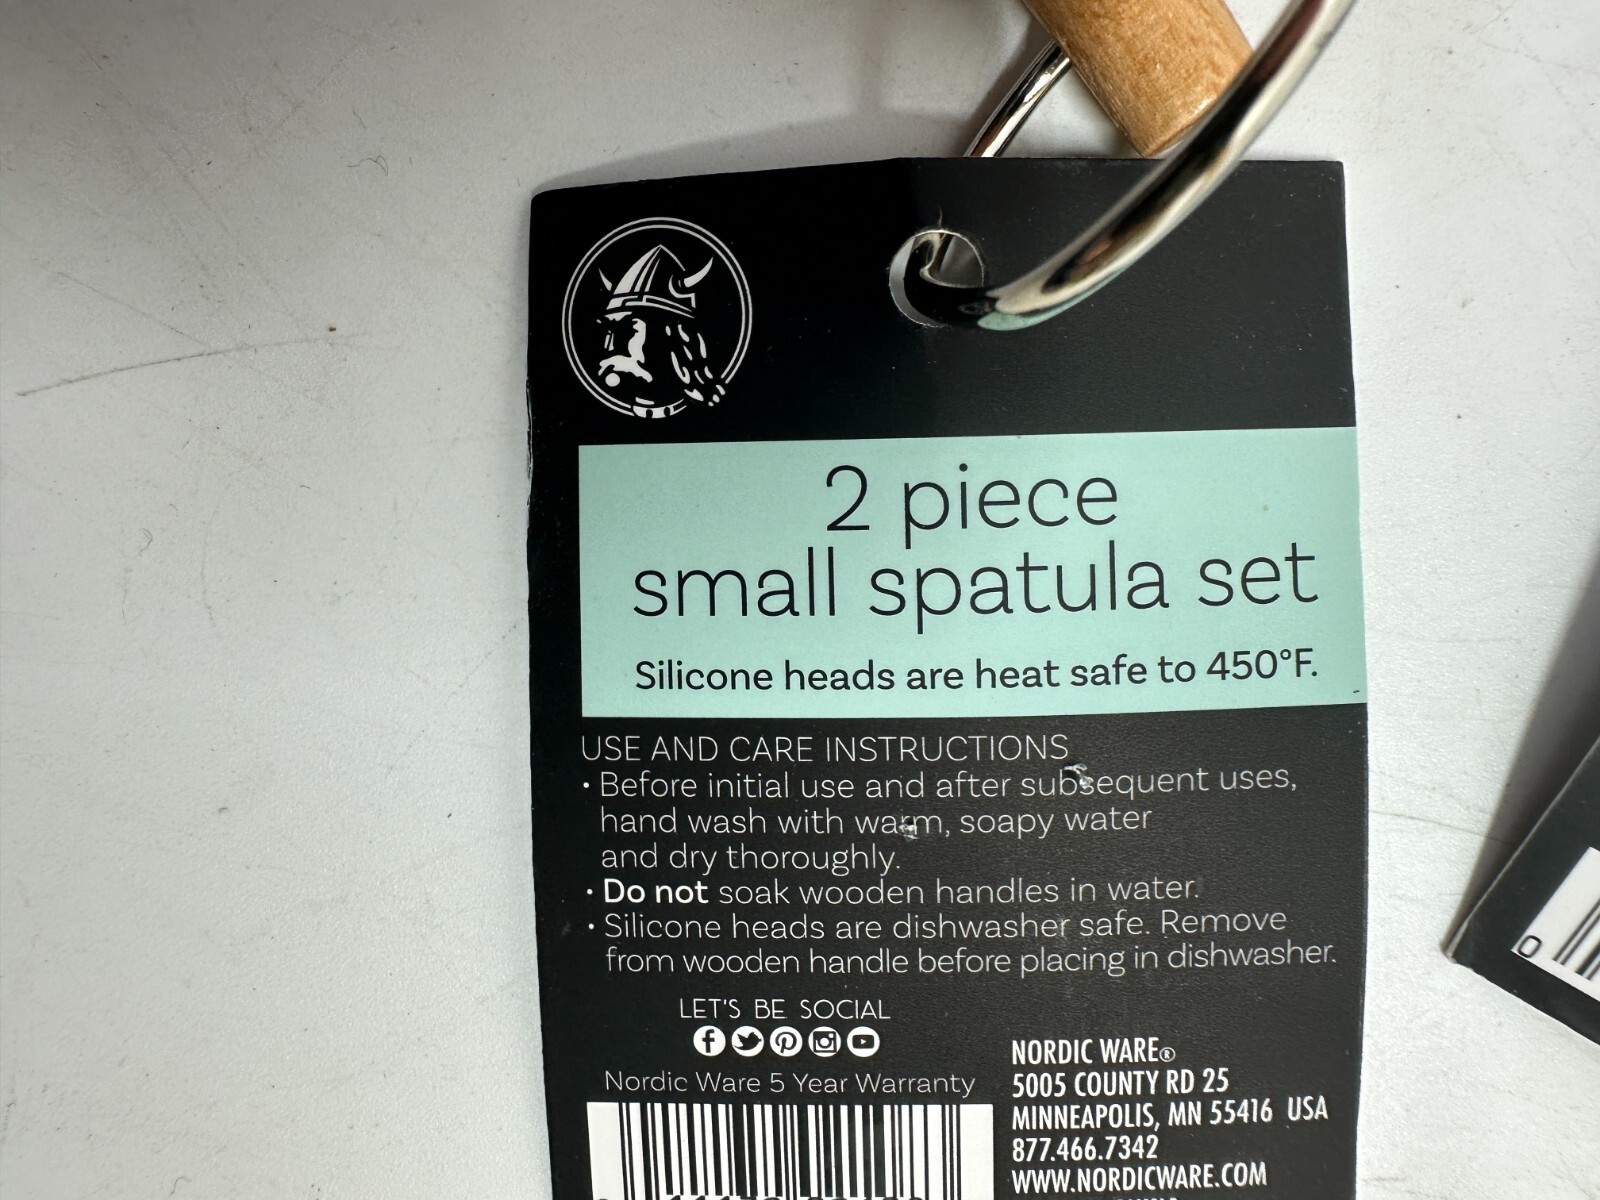 2 piece
small spatula set
Silicone heads are heat safe to 450°F.
USE AND CARE INSTRUCTIONS
• Before initial use and after subsequent uses,
hand wash with warm, soapy water
and dry thoroughly.
• Do not soak wooden handles in water.
• Silicone heads are dishwasher safe. Remove
from wooden handle before placing in dishwasher.
LET'S BE SOCIAL
Nordic Ware 5 Year Warranty
NORDIC WARE®
5005 COUNTY RD 25
MINNEAPOLIS, MN 55416 USA
877.466.7342
WWW.NORDICWARE.COM
0